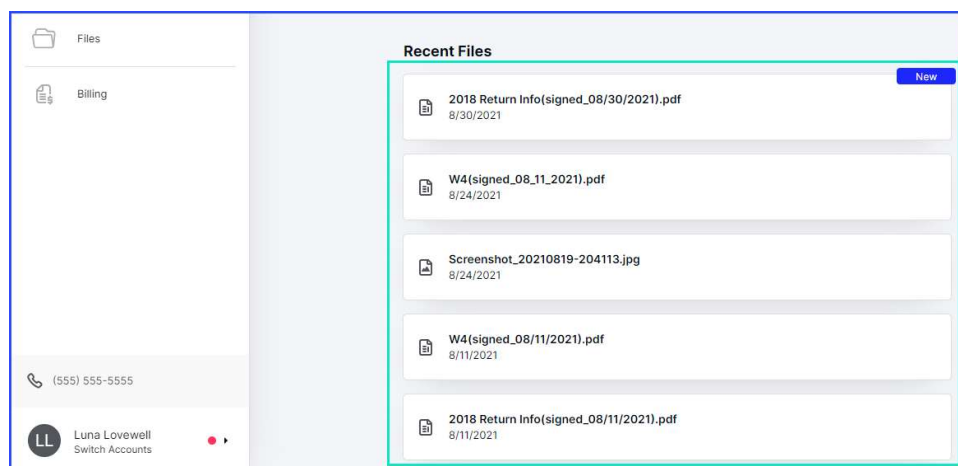 Files
Billing
(555) 555-5555
LL
Luna Lovewell
Switch Accounts
Recent Files
New
2018 Return Info(signed_08/30/2021).pdf
8/30/2021
W4(signed_08_11_2021).pdf
8/24/2021
Screenshot_20210819-204113.jpg
8/24/2021
W4(signed_08/11/2021).pdf
8/11/2021
2018 Return Info(signed_08/11/2021).pdf
8/11/2021